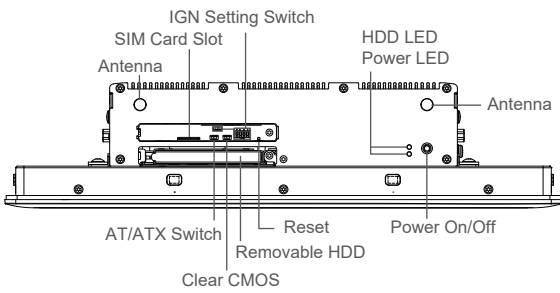 IGN Setting Switch
SIM Card Slot
HDD LED
Power LED
Antenna
Antenna
AT/ATX Switch
Reset
Power On/Off
Removable HDD
Clear CMOS